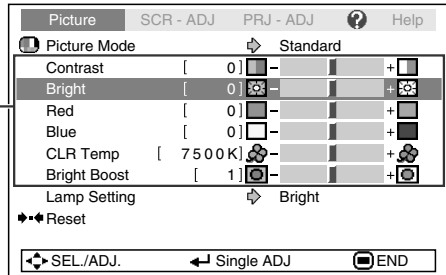 Picture SCR - ADJ PRJ - ADJ ? Help
Picture Mode Standard
Contrast [ 0] - +
Bright [ 0] - +
Red [ 0] - +
Blue [ 0] - +
CLR Temp [ 7500K] - +
Bright Boost [ 1] - +
Lamp Setting Bright
Reset
SEL./ADJ. Single ADJ END